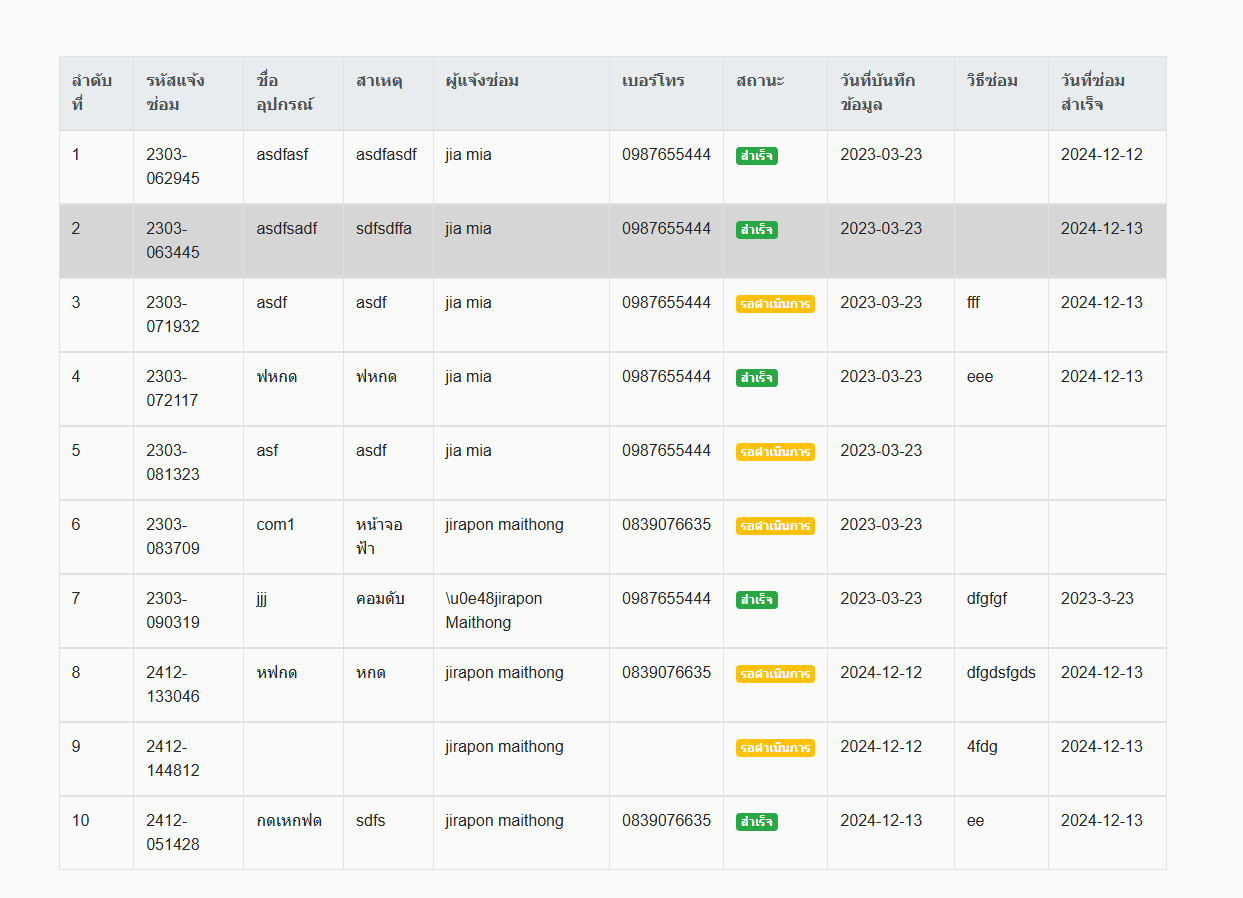 ลำดับ รหัสแจ้ง ชื่อ สาเหตุ ผู้แจ้งซ่อม เบอร์โทร สถานะ วันที่บันทึก วิธีซ่อม วันที่ซ่อม
ที่ ซ่อม อุปกรณ์ ข้อมูล สำเร็จ
1 2303- asdfasf asdfasdf jia mia 0987655444 สำเร็จ 2023-03-23 2024-12-12
062945
2 2303- asdfsadf sdfsdffa jia mia 0987655444 สำเร็จ 2023-03-23 2024-12-13
063445
3 2303- asdf asdf jia mia 0987655444 รอดำเนินการ 2023-03-23 fff 2024-12-13
071932
4 2303- ฟหกด ฟหกด jia mia 0987655444 สำเร็จ 2023-03-23 eee 2024-12-13
072117
5 2303- asf asdf jia mia 0987655444 รอดำเนินการ 2023-03-23
081323
6 2303- com1 หน้าจอ jirapon maithong 0839076635 รอดำเนินการ 2023-03-23
083709 ฟ้า
7 2303- jjj คอมดับ \u0e48jirapon 0987655444 สำเร็จ 2023-03-23 dfgfgf 2023-3-23
090319 Maithong
8 2412- หฟกด หกด jirapon maithong 0839076635 รอดำเนินการ 2024-12-12 dfgdsfgds 2024-12-13
133046
9 2412- jirapon maithong รอดำเนินการ 2024-12-12 4fdg 2024-12-13
144812
10 2412- กดเหกฟด sdfs jirapon maithong 0839076635 สำเร็จ 2024-12-13 ee 2024-12-13
051428